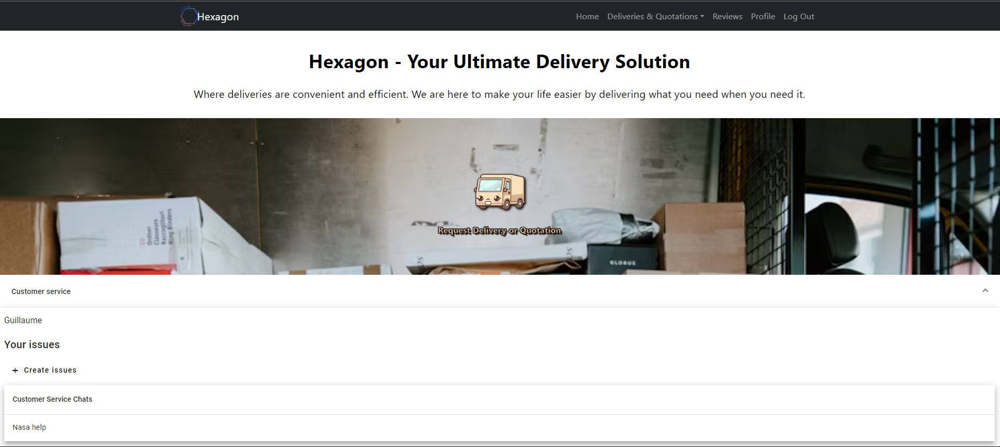 Hexagon
Home
Deliveries & Quotations
Reviews
Profile
Log Out
Hexagon - Your Ultimate Delivery Solution
Where deliveries are convenient and efficient. We are here to make your life easier by delivering what you need when you need it.
Ordner
Classeurs
Raccoglitori
Ring Binders
Request Delivery or Quotation
GLOBUS
Customer service
Guillaume
Your issues
+ Create issues
Customer Service Chats
Nasa help